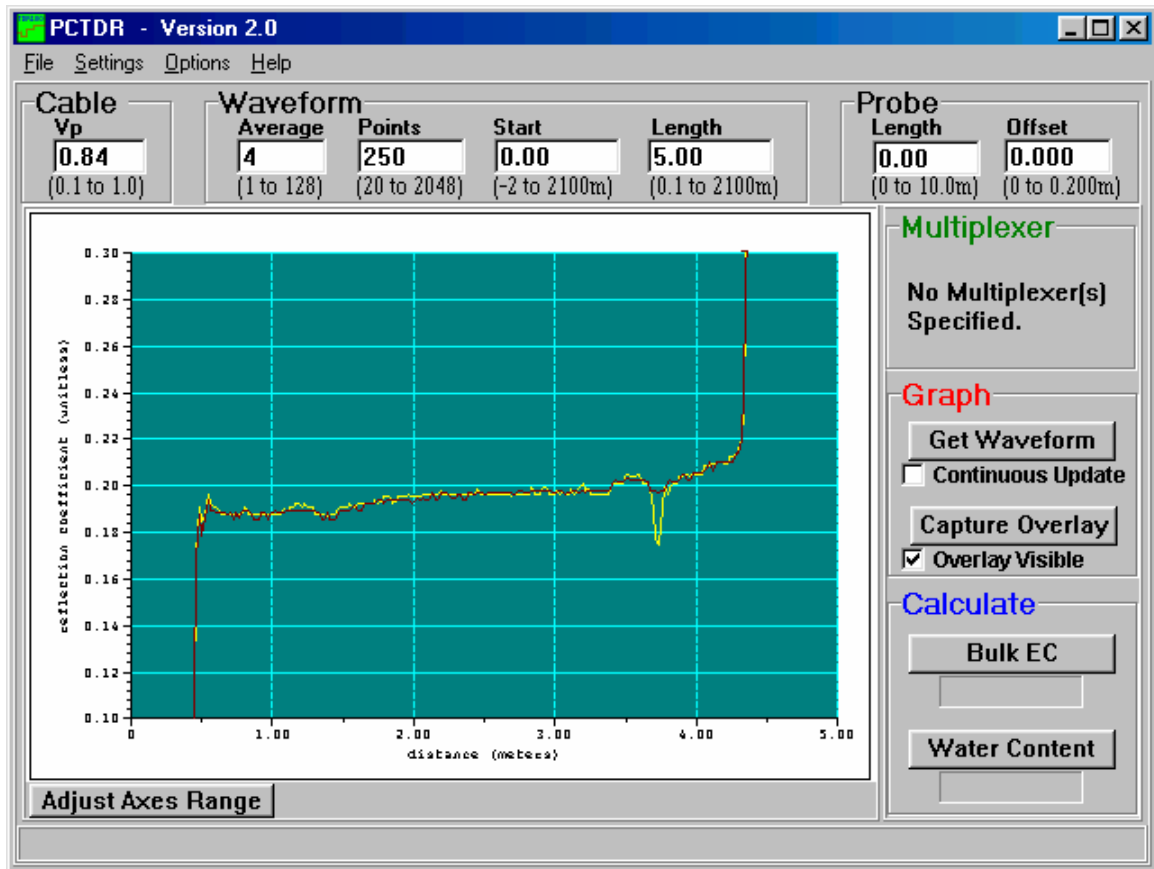 PCTDR - Version 2.0
File Settings Options Help
Cable
Vp
0.84
(0.1 to 1.0)
Waveform
Average Points Start Length
4 250 0.00 5.00
(1 to 128) (20 to 2048) (-2 to 2100m) (0.1 to 2100m)
Probe
Length Offset
0.00 0.000
(0 to 10.0m) (0 to 0.200m)
reflection coefficient (unitless)
0.30
0.28
0.26
0.24
0.22
0.20
0.18
0.16
0.14
0.12
0.10
0 1.00 2.00 3.00 4.00 5.00
distance (meters)
Adjust Axes Range
Multiplexer
No Multiplexer(s)
Specified.
Graph
Get Waveform
Continuous Update
Capture Overlay
Overlay Visible
Calculate
Bulk EC
Water Content